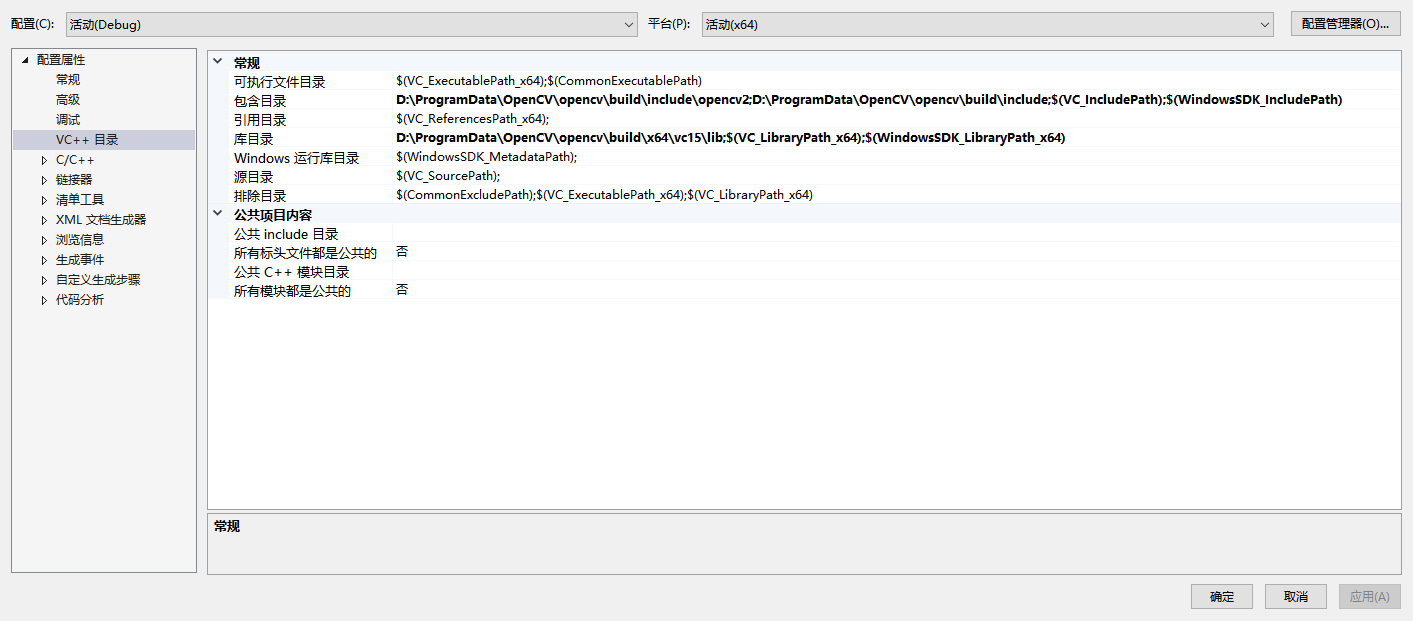 配置(C): 活动(Debug) 平台(P): 活动(x64) 配置管理器(O)...
配置属性
常规
高级
调试
VC++ 目录
C/C++
链接器
清单工具
XML 文档生成器
浏览信息
生成事件
自定义生成步骤
代码分析
常规
可执行文件目录 $(VC_ExecutablePath_x64);$(CommonExecutablePath)
包含目录 D:\ProgramData\OpenCV\opencv\build\include\opencv2;D:\ProgramData\OpenCV\opencv\build\include;$(VC_IncludePath);$(WindowsSDK_IncludePath)
引用目录 $(VC_ReferencesPath_x64);
库目录 D:\ProgramData\OpenCV\opencv\build\x64\vc15\lib;$(VC_LibraryPath_x64);$(WindowsSDK_LibraryPath_x64)
Windows 运行库目录 $(WindowsSDK_MetadataPath);
源目录 $(VC_SourcePath);
排除目录 $(CommonExcludePath);$(VC_ExecutablePath_x64);$(VC_LibraryPath_x64)
公共项目内容
公共 include 目录
所有标头文件都是公共的 否
公共 C++ 模块目录
所有模块都是公共的 否
常规
确定 取消 应用(A)